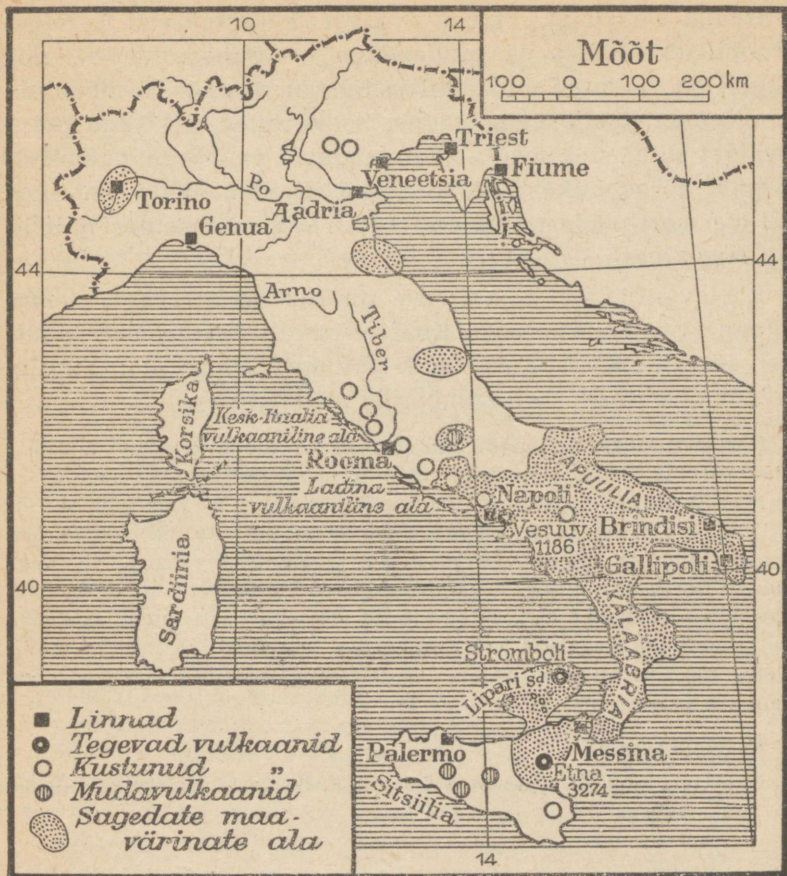 10
14
Mõõt
100 0 100 200 km
Triest
Fiume
Veneetsia
Po
Torino
Aadria
Genua
44
44
Arno
Tiber
Korsika
Kesk-Itaalia
vulkaaniline ala
Rooma
Ladina
vulkaaniline ala
Napoli
APUULIA
Vesuuv
1186
Brindisi
Gallipoli
40
40
Sardiinia
KALAABRIA
Stromboli
Lipari sd
Palermo
Messina
Etna
3274
Sitsiilia
14
Linnad
Tegevad vulkaanid
Kustunud „
Mudavulkaanid
Sagedate maa-
värinate ala